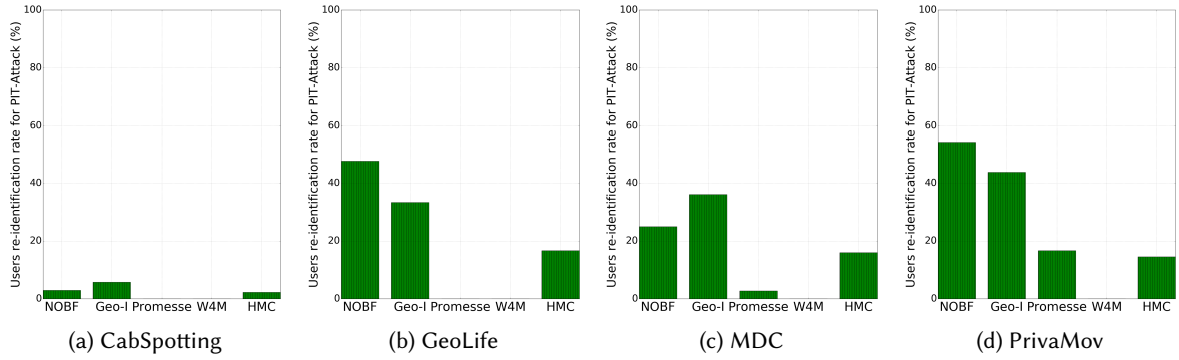 Users re-identification rate for PIT-Attack (%)
100
80
60
40
20
0
NOBF Geo-I Promesse W4M HMC
(a) CabSpotting
Users re-identification rate for PIT-Attack (%)
100
80
60
40
20
0
NOBF Geo-I Promesse W4M HMC
(b) GeoLife
Users re-identification rate for PIT-Attack (%)
100
80
60
40
20
0
NOBF Geo-I Promesse W4M HMC
(c) MDC
Users re-identification rate for PIT-Attack (%)
100
80
60
40
20
0
NOBF Geo-I Promesse W4M HMC
(d) PrivaMov